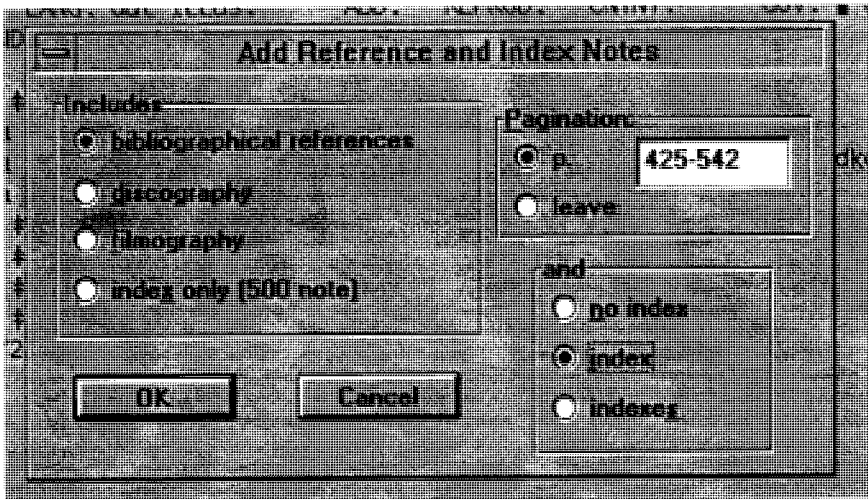 Add Reference and Index Notes
Includes
bibliographical references
discography
filmography
index only (500 note)
Pagination:
p. 425-542
leave
and
no index
index
indexes
OK
Cancel